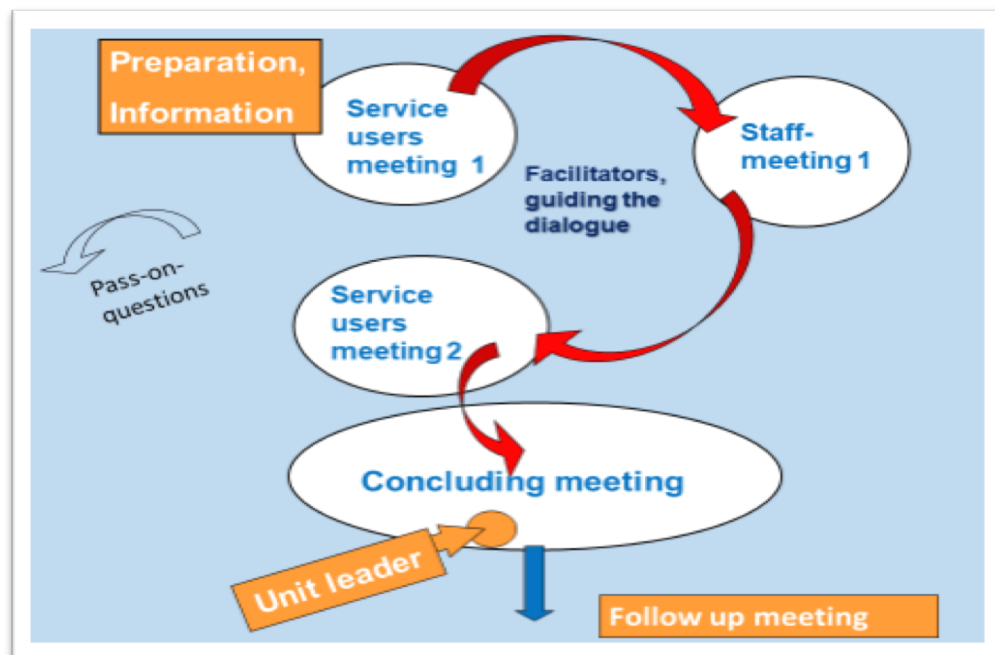 Preparation,
Information
Service
users
meeting 1
Staff-
meeting 1
Facilitators,
guiding the
dialogue
Pass-on-
questions
Service
users
meeting 2
Concluding meeting
Unit leader
Follow up meeting